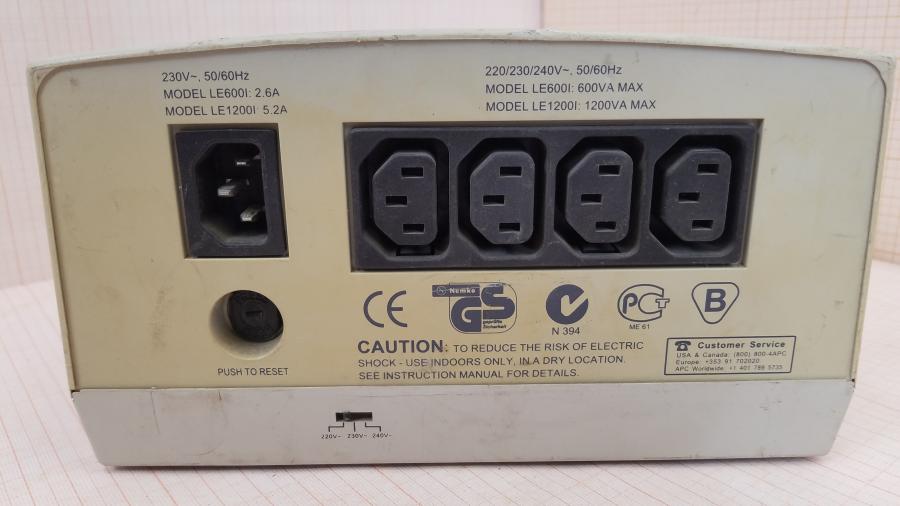 230V~, 50/60Hz
MODEL LE600I: 2.6A
MODEL LE1200I: 5.2A
220/230/240V~, 50/60Hz
MODEL LE600I: 600VA MAX
MODEL LE1200I: 1200VA MAX
PUSH TO RESET
CE
N Nemko
GS
geprüfte
Sicherheit
N 394
PCT
ME 61
B
CAUTION: TO REDUCE THE RISK OF ELECTRIC
SHOCK - USE INDOORS ONLY, IN A DRY LOCATION.
SEE INSTRUCTION MANUAL FOR DETAILS.
Customer Service
USA & Canada: (800) 800-4APC
Europe: +353 91 702020
APC Worldwide: +1 401 789 5735
220V~ 230V~ 240V~